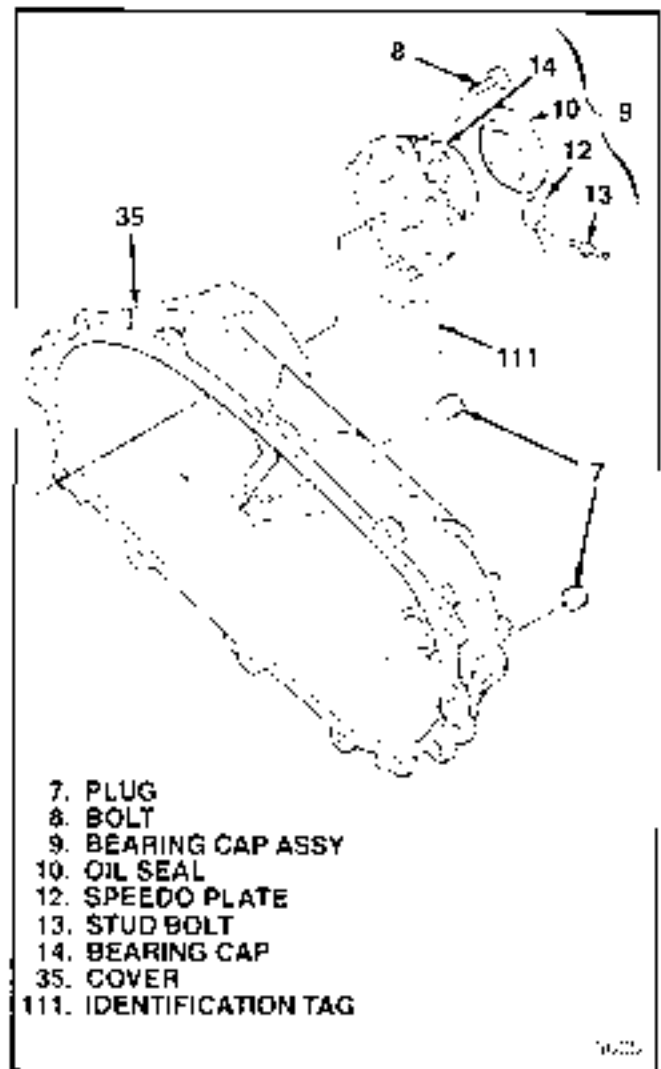 8
14
10
9
12
13
35
111
7
7. PLUG
8. BOLT
9. BEARING CAP ASSY
10. OIL SEAL
12. SPEEDO PLATE
13. STUD BOLT
14. BEARING CAP
35. COVER
111. IDENTIFICATION TAG